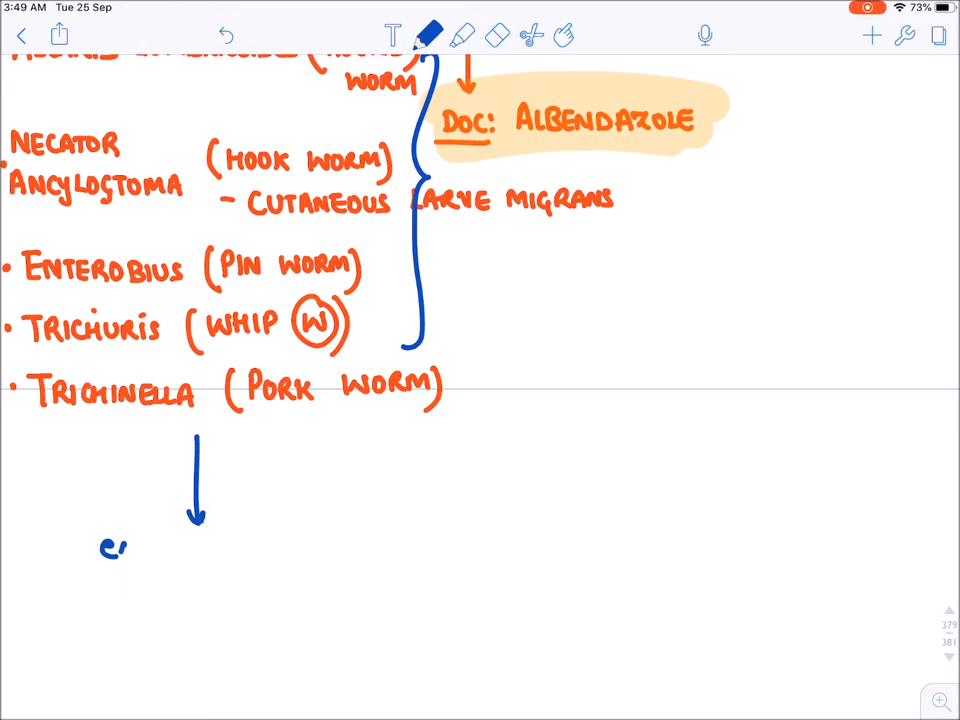 3:49 AM Tue 25 Sep 73%
T
WORM
DOC: ALBENDAZOLE
NECATOR
ANCYLOSTOMA (HOOK WORM)
- CUTANEOUS LARVE MIGRANS
• ENTEROBIUS (PIN WORM)
• TRICHURIS (WHIP W)
• TRICHINELLA (PORK WORM)
379
381